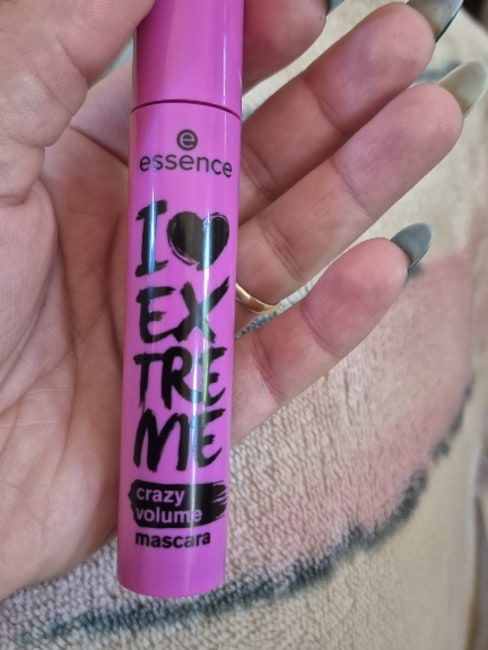 e
essence
I ♥
EX
TRE
ME
crazy
volume
mascara